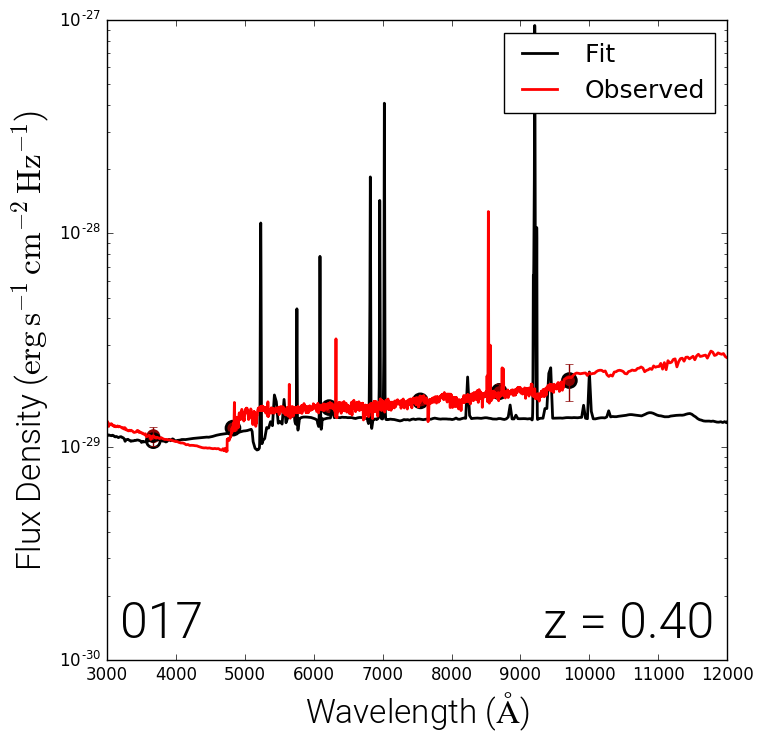 10^-27
10^-28
10^-29
10^-30
Flux Density (erg s^-1 cm^-2 Hz^-1)
Fit
Observed
017
z = 0.40
3000 4000 5000 6000 7000 8000 9000 10000 11000 12000
Wavelength (Å)